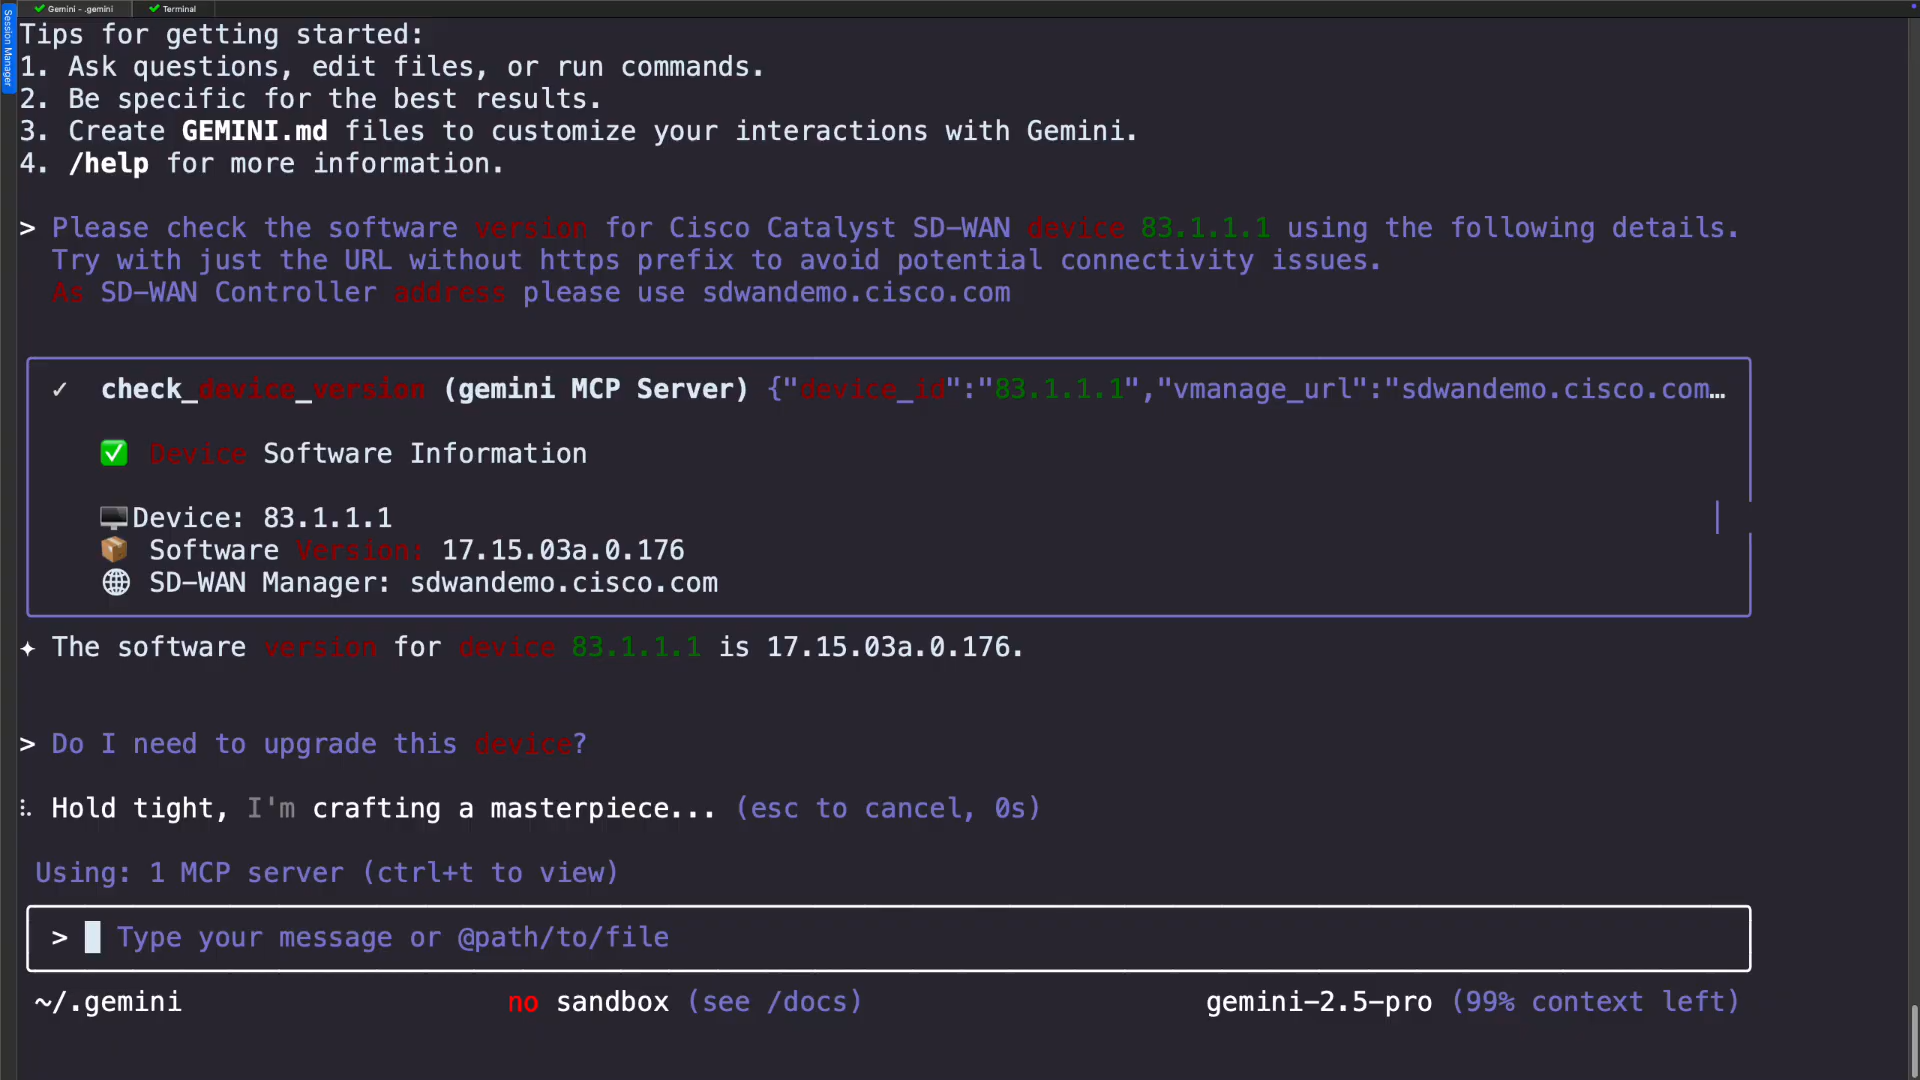 Gemini - .gemini
Terminal
Session Manager
Tips for getting started:
1. Ask questions, edit files, or run commands.
2. Be specific for the best results.
3. Create GEMINI.md files to customize your interactions with Gemini.
4. /help for more information.
> Please check the software version for Cisco Catalyst SD-WAN device 83.1.1.1 using the following details.
Try with just the URL without https prefix to avoid potential connectivity issues.
As SD-WAN Controller address please use sdwandemo.cisco.com
✓ check_device_version (gemini MCP Server) {"device_id":"83.1.1.1","vmanage_url":"sdwandemo.cisco.com…
✅ Device Software Information
🖥️Device: 83.1.1.1
📦 Software Version: 17.15.03a.0.176
🌐 SD-WAN Manager: sdwandemo.cisco.com
✦ The software version for device 83.1.1.1 is 17.15.03a.0.176.
> Do I need to upgrade this device?
Hold tight, I'm crafting a masterpiece... (esc to cancel, 0s)
Using: 1 MCP server (ctrl+t to view)
> Type your message or @path/to/file
~/.gemini
no sandbox (see /docs)
gemini-2.5-pro (99% context left)